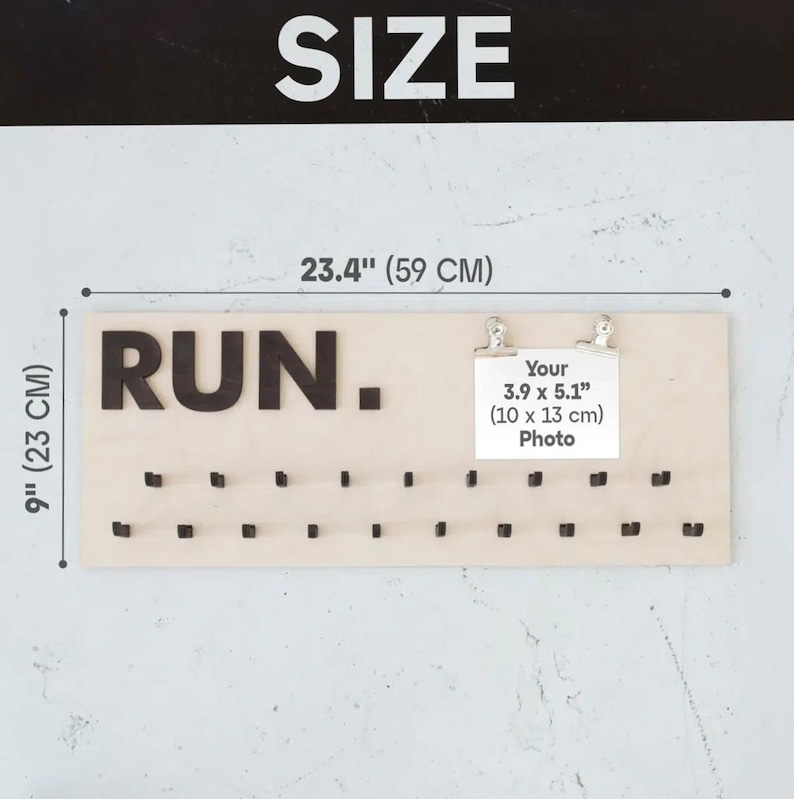 SIZE
23.4" (59 CM)
9" (23 CM)
RUN.
Your
3.9 x 5.1”
(10 x 13 cm)
Photo